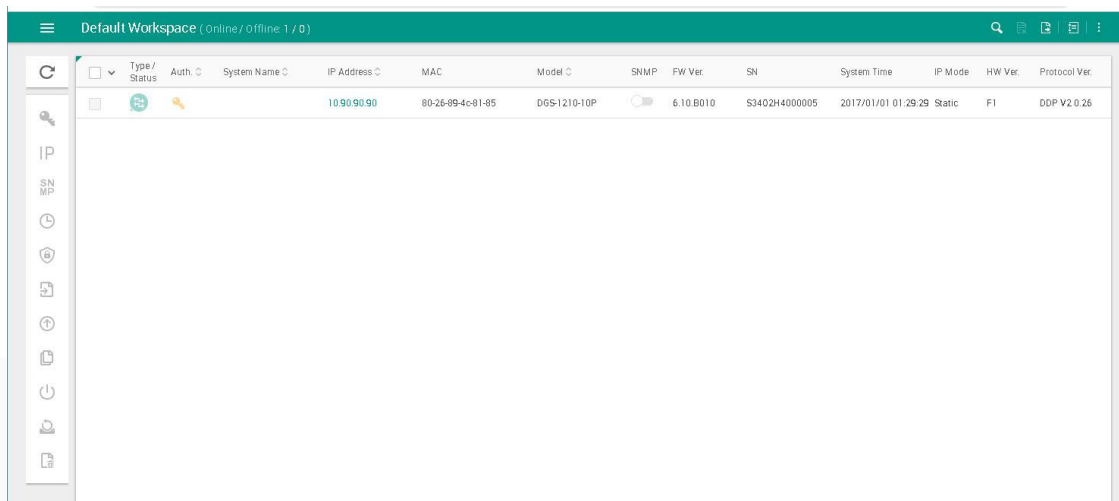 Default Workspace ( Online / Offline: 1 / 0 )
Type / Status Auth. System Name IP Address MAC Model SNMP FW Ver. SN System Time IP Mode HW Ver. Protocol Ver.
10.90.90.90 80-26-89-4c-81-85 DGS-1210-10P 6.10.B010 S3402H4000005 2017/01/01 01:29:29 Static F1 DDP V2.0.26
IP
SN
MP